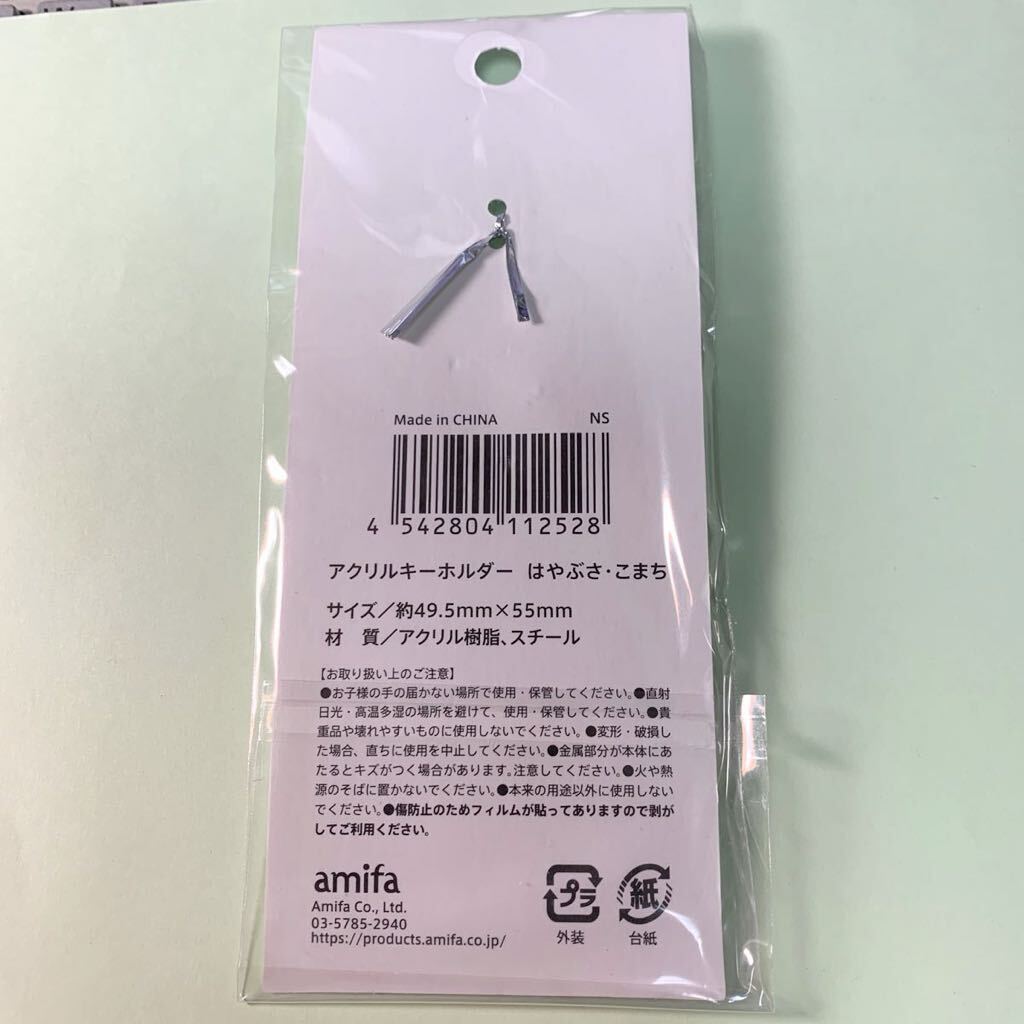 Made in CHINA NS
4 542804 112528
アクリルキーホルダー はやぶさ・こまち
サイズ／約49.5mm×55mm
材 質／アクリル樹脂、スチール
【お取り扱い上のご注意】
●お子様の手の届かない場所で使用・保管してください。●直射
日光・高温多湿の場所を避けて、使用・保管してください。●貴
重品や壊れやすいものに使用しないでください。●変形・破損し
た場合、直ちに使用を中止してください。●金属部分が本体にあ
たるとキズがつく場合があります。注意してください。●火や熱
源のそばに置かないでください。●本来の用途以外に使用しない
でください。●傷防止のためフィルムが貼ってありますので剥が
してご利用ください。
amifa
Amifa Co., Ltd.
03-5785-2940
https://products.amifa.co.jp/
プラ
外装
紙
台紙